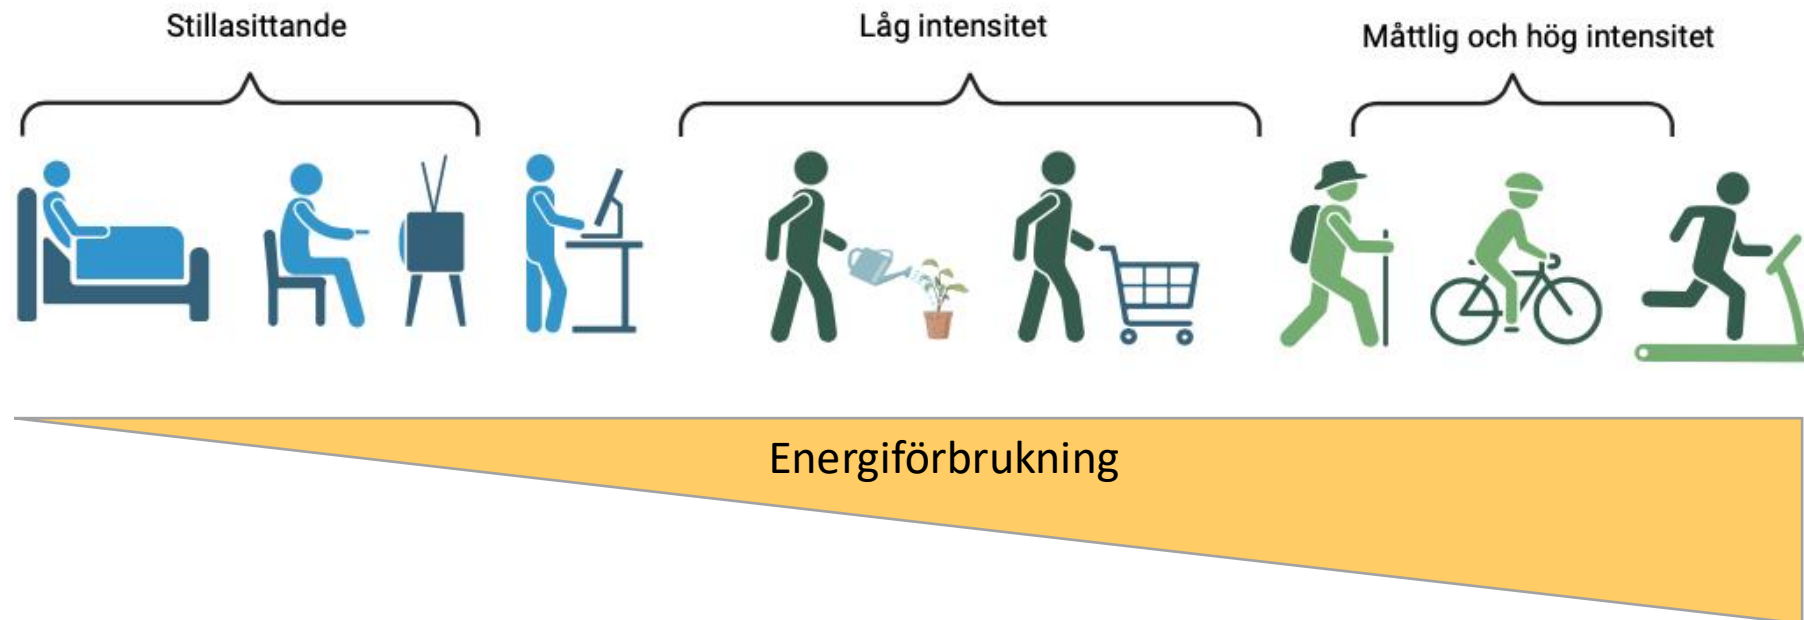 Stillasittande
Låg intensitet
Måttlig och hög intensitet
Energiförbrukning